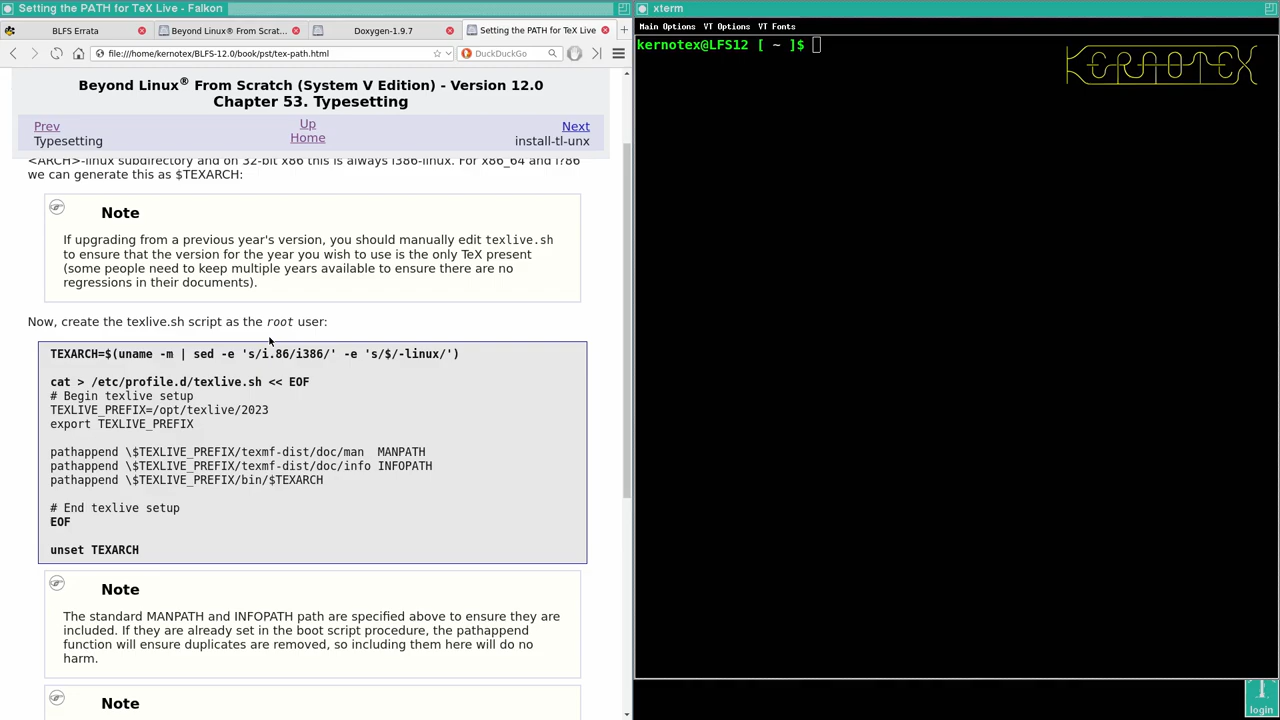 Setting the PATH for TeX Live - Falkon
BLFS Errata
Beyond Linux® From Scrat...
Doxygen-1.9.7
Setting the PATH for TeX Live
file:///home/kernotex/BLFS-12.0/book/pst/tex-path.html
DuckDuckGo
Beyond Linux® From Scratch (System V Edition) - Version 12.0
Chapter 53. Typesetting
Prev
Up
Next
Typesetting
Home
install-tl-unx
<ARCH>-linux subdirectory and on 32-bit x86 this is always i386-linux. For x86_64 and i?86
we can generate this as $TEXARCH:
Note
If upgrading from a previous year's version, you should manually edit texlive.sh
to ensure that the version for the year you wish to use is the only TeX present
(some people need to keep multiple years available to ensure there are no
regressions in their documents).
Now, create the texlive.sh script as the root user:
TEXARCH=$(uname -m | sed -e 's/i.86/i386/' -e 's/$/-linux/')
cat > /etc/profile.d/texlive.sh << EOF
# Begin texlive setup
TEXLIVE_PREFIX=/opt/texlive/2023
export TEXLIVE_PREFIX
pathappend \$TEXLIVE_PREFIX/texmf-dist/doc/man  MANPATH
pathappend \$TEXLIVE_PREFIX/texmf-dist/doc/info INFOPATH
pathappend \$TEXLIVE_PREFIX/bin/$TEXARCH
# End texlive setup
EOF
unset TEXARCH
Note
The standard MANPATH and INFOPATH path are specified above to ensure they are
included. If they are already set in the boot script procedure, the pathappend
function will ensure duplicates are removed, so including them here will do no
harm.
Note
xterm
Main Options  VT Options  VT Fonts
kernotex@LFS12 [ ~ ]$
KERNOTEX
login